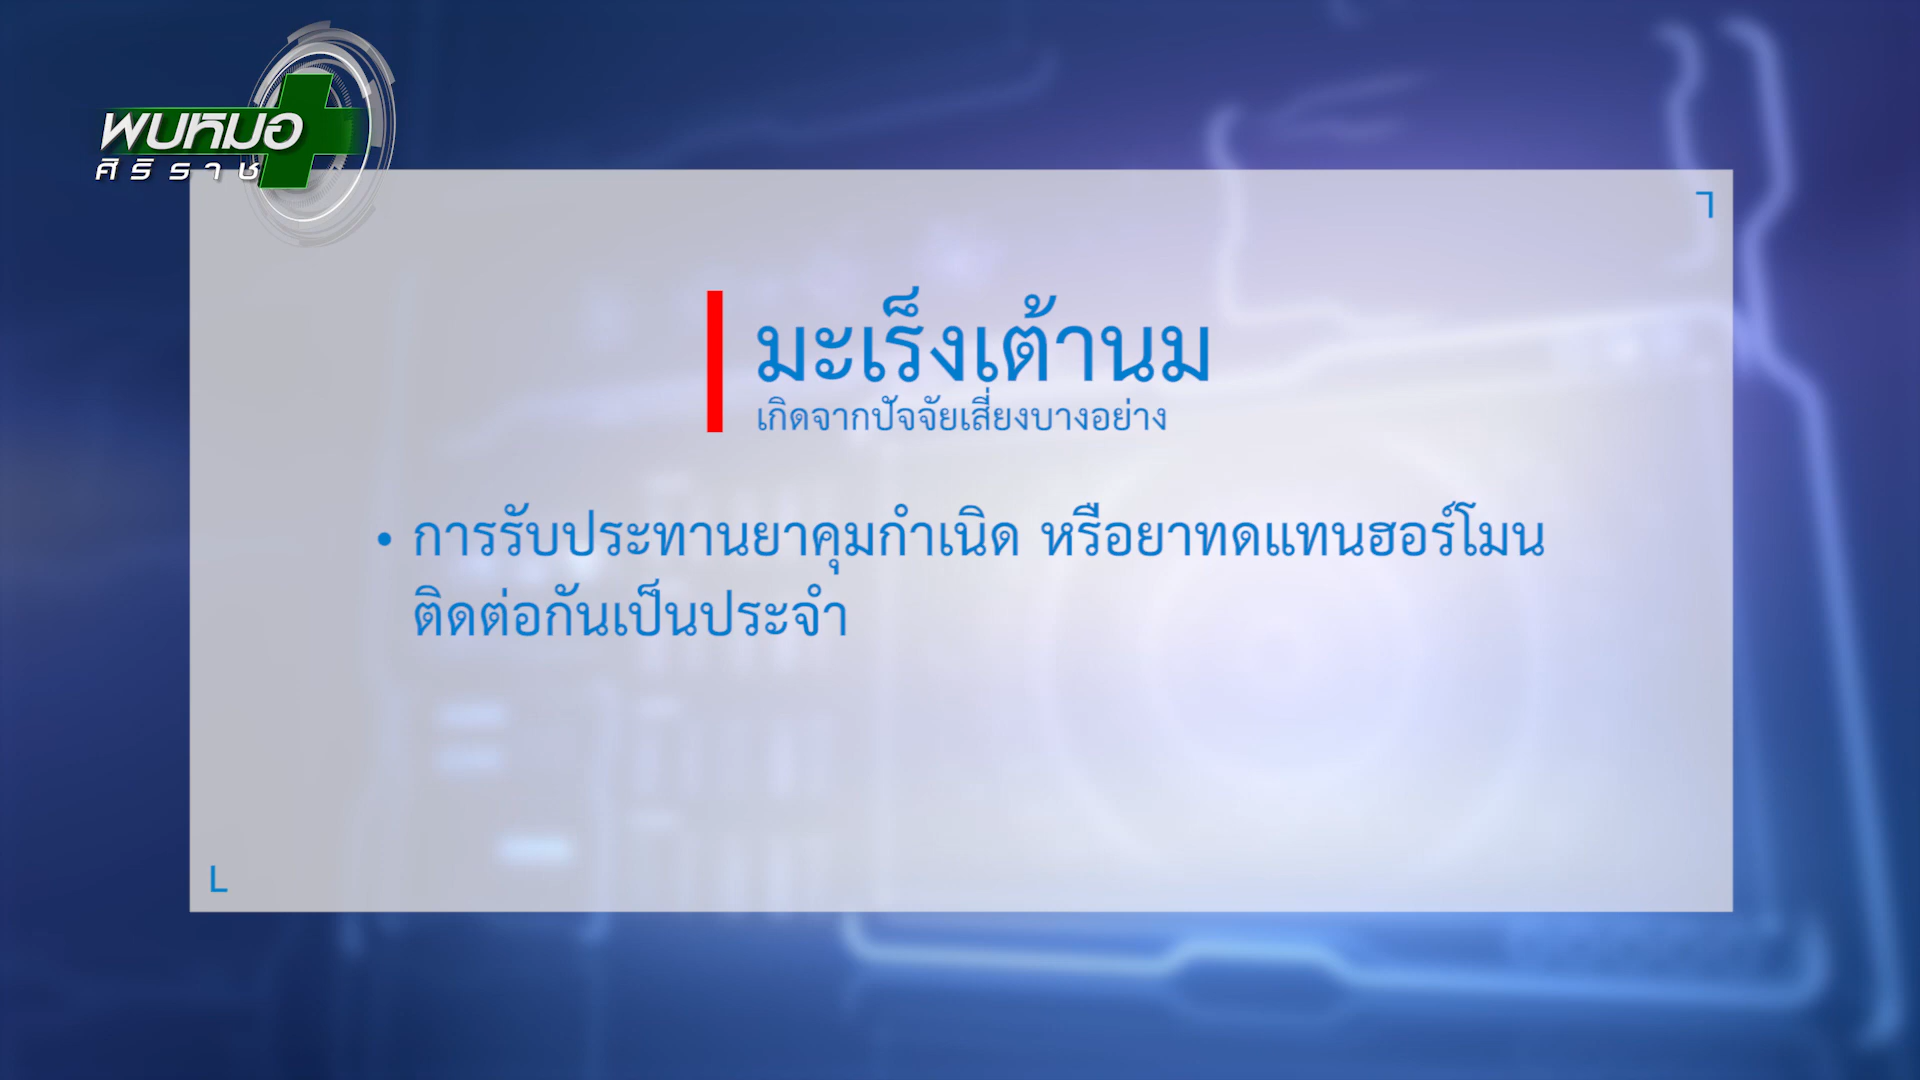 พบหมอ
ศิริราช
มะเร็งเต้านม
เกิดจากปัจจัยเสี่ยงบางอย่าง
• การรับประทานยาคุมกำเนิด หรือยาทดแทนฮอร์โมน
ติดต่อกันเป็นประจำ